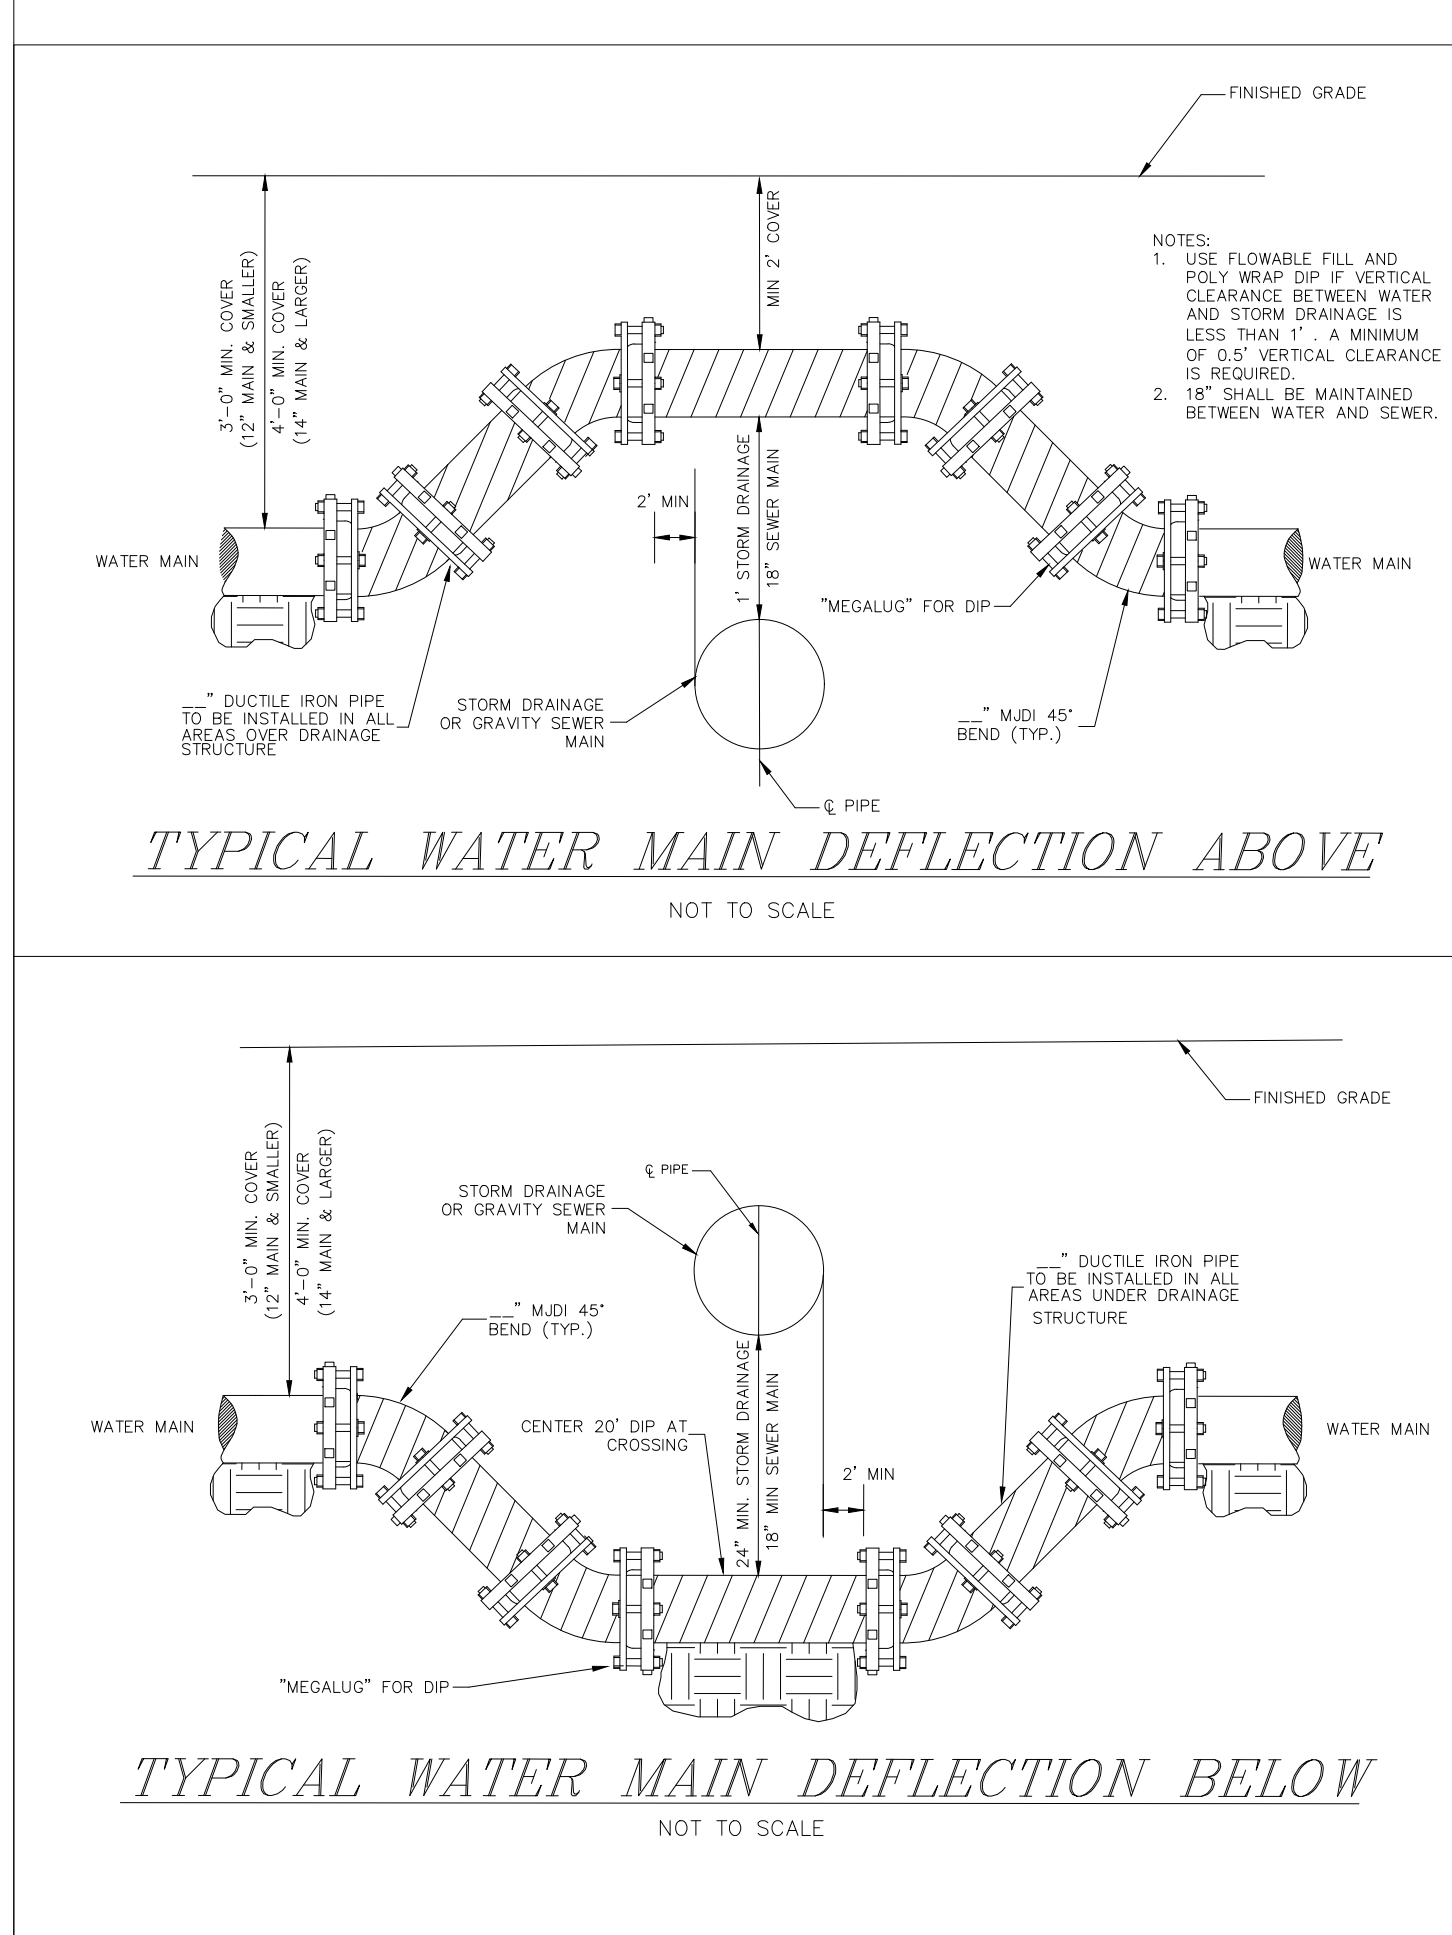 FINISHED GRADE
MIN 2' COVER
3'-0" MIN. COVER
(12" MAIN & SMALLER)
4'-0" MIN. COVER
(14" MAIN & LARGER)
NOTES:
1. USE FLOWABLE FILL AND
POLY WRAP DIP IF VERTICAL
CLEARANCE BETWEEN WATER
AND STORM DRAINAGE IS
LESS THAN 1' . A MINIMUM
OF 0.5' VERTICAL CLEARANCE
IS REQUIRED.
2. 18" SHALL BE MAINTAINED
BETWEEN WATER AND SEWER.
2' MIN
1' STORM DRAINAGE
18" SEWER MAIN
WATER MAIN
WATER MAIN
"MEGALUG" FOR DIP
__" DUCTILE IRON PIPE
TO BE INSTALLED IN ALL
AREAS OVER DRAINAGE
STRUCTURE
STORM DRAINAGE
OR GRAVITY SEWER
MAIN
__" MJDI 45°
BEND (TYP.)
℄ PIPE
TYPICAL WATER MAIN DEFLECTION ABOVE
NOT TO SCALE
FINISHED GRADE
3'-0" MIN. COVER
(12" MAIN & SMALLER)
4'-0" MIN. COVER
(14" MAIN & LARGER)
℄ PIPE
STORM DRAINAGE
OR GRAVITY SEWER
MAIN
__" DUCTILE IRON PIPE
TO BE INSTALLED IN ALL
AREAS UNDER DRAINAGE
STRUCTURE
__" MJDI 45°
BEND (TYP.)
WATER MAIN
CENTER 20' DIP AT
CROSSING
24" MIN. STORM DRAINAGE
18" MIN SEWER MAIN
2' MIN
WATER MAIN
"MEGALUG" FOR DIP
TYPICAL WATER MAIN DEFLECTION BELOW
NOT TO SCALE